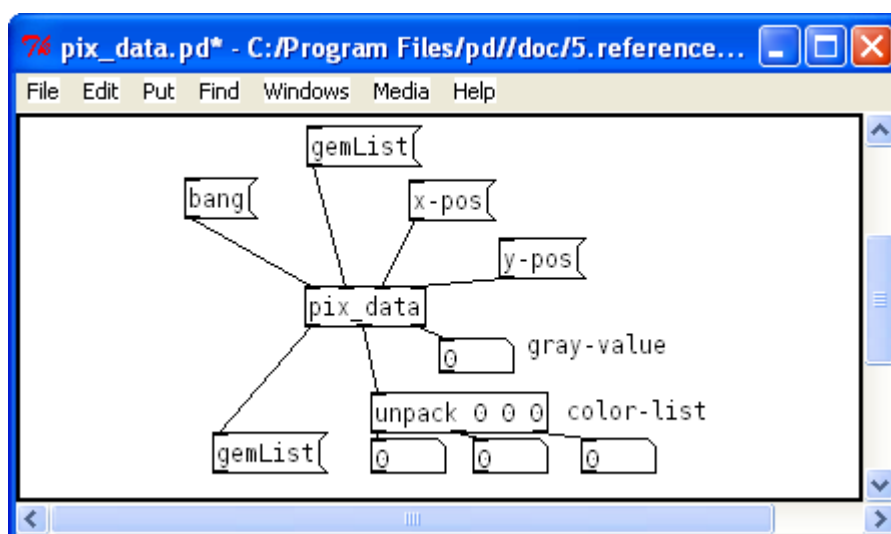 pix_data.pd* - C:/Program Files/pd//doc/5.reference...
File Edit Put Find Windows Media Help
gemList
bang
x-pos
y-pos
pix_data
0
gray-value
unpack 0 0 0
color-list
gemList
0
0
0